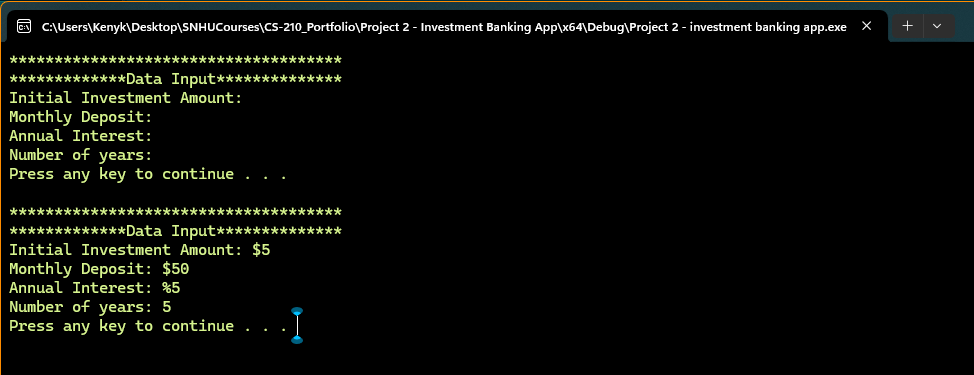 C:\Users\Kenyk\Desktop\SNHUCourses\CS-210_Portfolio\Project 2 - Investment Banking App\x64\Debug\Project 2 - investment banking app.exe
*************************************
*************Data Input**************
Initial Investment Amount:
Monthly Deposit:
Annual Interest:
Number of years:
Press any key to continue . . .
*************************************
*************Data Input**************
Initial Investment Amount: $5
Monthly Deposit: $50
Annual Interest: %5
Number of years: 5
Press any key to continue . . .